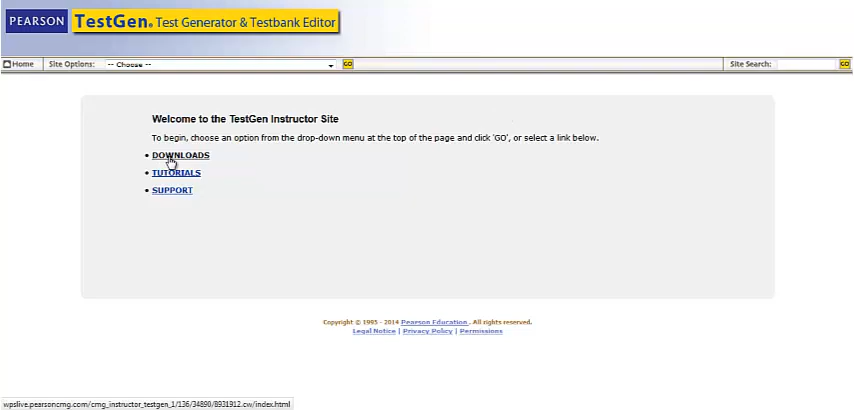 PEARSON TestGen. Test Generator & Testbank Editor
Home Site Options: -- Choose -- GO Site Search: GO
Welcome to the TestGen Instructor Site
To begin, choose an option from the drop-down menu at the top of the page and click 'GO', or select a link below.
• DOWNLOADS
• TUTORIALS
• SUPPORT
Copyright © 1995 - 2014 Pearson Education. All rights reserved.
Legal Notice | Privacy Policy | Permissions
wpslive.pearsoncmg.com/cmg_instructor_testgen_1/136/34890/8931912.cw/index.html